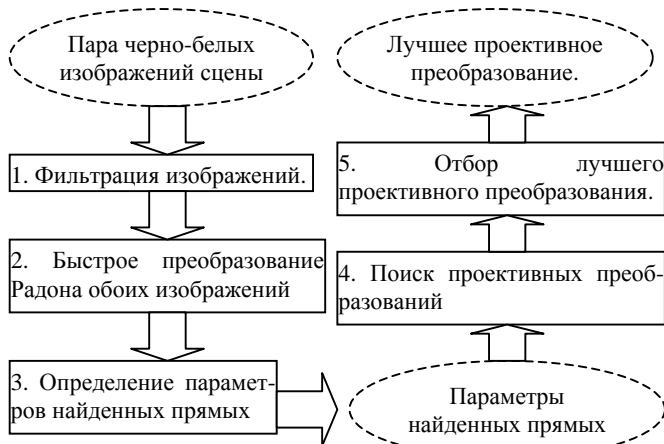 Пара черно-белых
изображений сцены
1. Фильтрация изображений.
2. Быстрое преобразование
Радона обоих изображений
3. Определение парамет-
ров найденных прямых
Параметры
найденных прямых
4. Поиск проективных преоб-
разований
5. Отбор лучшего
проективного преобразования.
Лучшее проективное
преобразование.